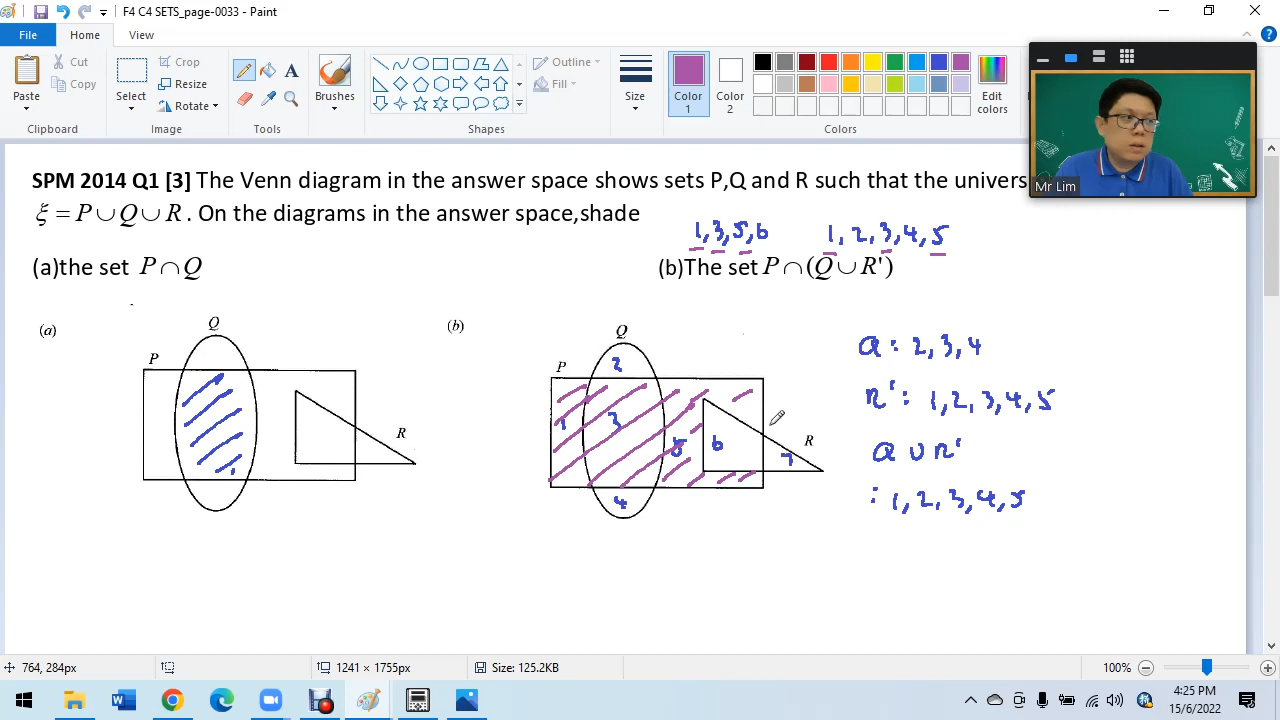 F4 C4 SETS_page-0033 - Paint
File Home View
Paste Cut Copy Clipboard
Select Crop Resize Rotate Image
Tools
Brushes
Shapes Outline Fill
Size
Color 1 Color 2 Edit colors Colors
Mr Lim
SPM 2014 Q1 [3] The Venn diagram in the answer space shows sets P,Q and R such that the univers
ξ = P ∪ Q ∪ R . On the diagrams in the answer space,shade
1, 3, 5, 6 1, 2, 3, 4, 5
(a)the set P ∩ Q (b)The set P ∩ (Q ∪ R')
(a) Q P R
(b) Q P R 1 2 3 4 5 6 7
Q : 2, 3, 4
R' : 1, 2, 3, 4, 5
Q ∪ R'
: 1, 2, 3, 4, 5
764, 284px 1241 × 1755px Size: 125.2KB 100%
4:25 PM
15/6/2022